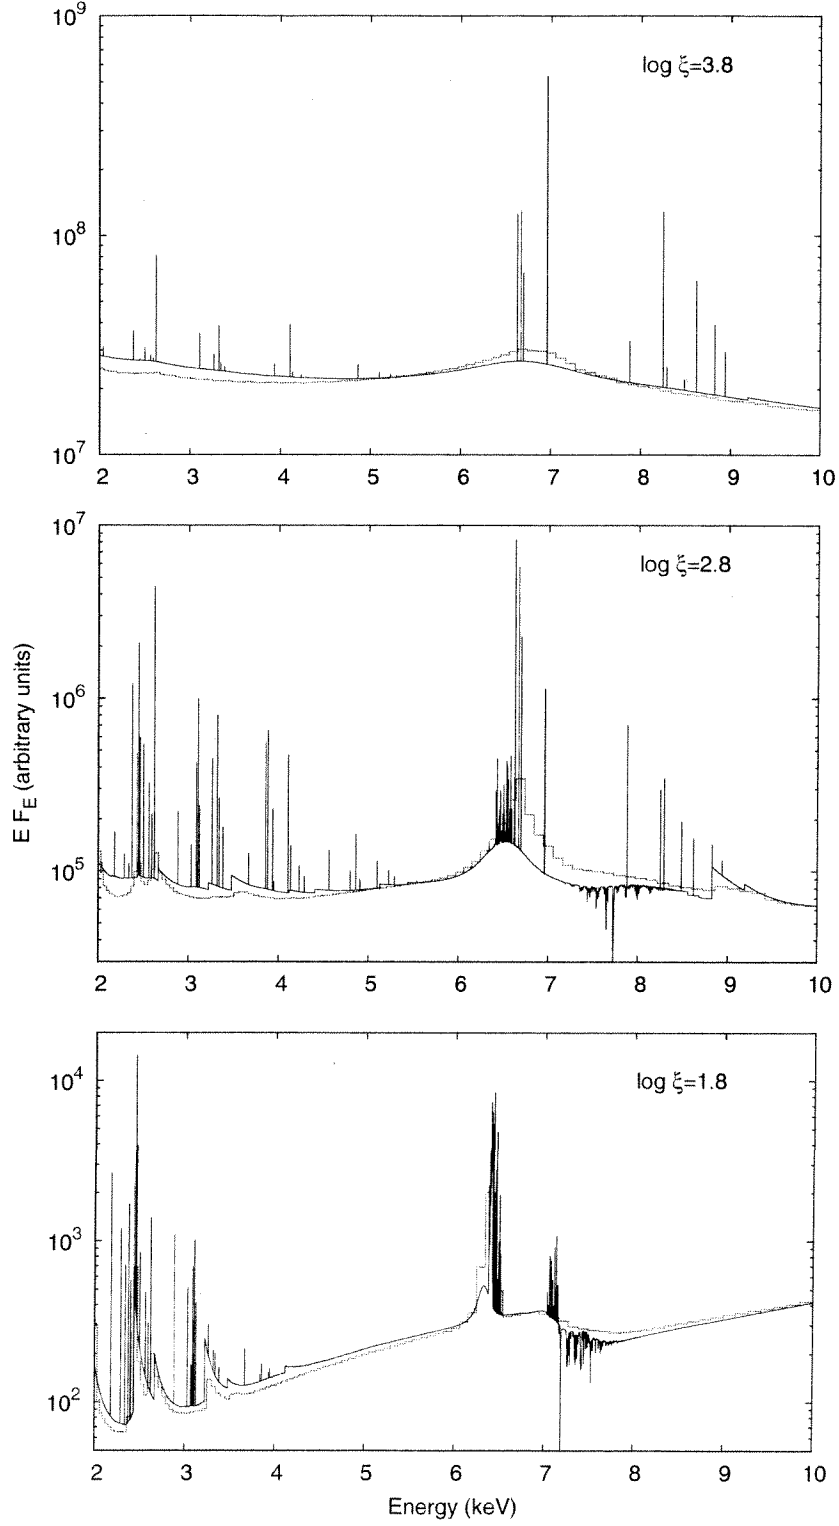 10^9
log ξ=3.8
10^8
10^7
2 3 4 5 6 7 8 9 10
10^7
log ξ=2.8
10^6
E F_E (arbitrary units)
10^5
2 3 4 5 6 7 8 9 10
10^4
log ξ=1.8
10^3
10^2
2 3 4 5 6 7 8 9 10
Energy (keV)